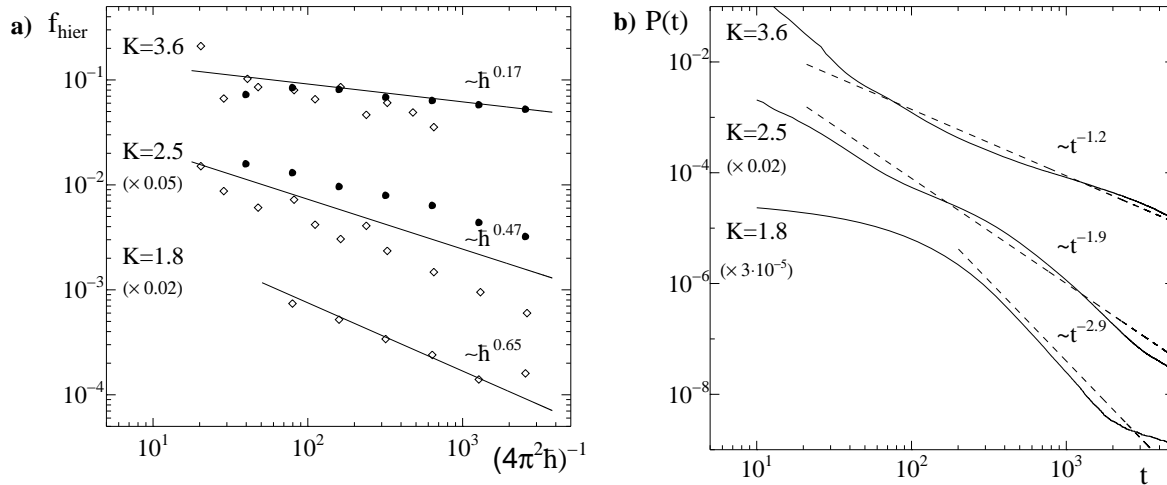 a) f_hier
K=3.6
~ħ^0.17
10^-1
K=2.5
(× 0.05)
10^-2
~ħ^0.47
K=1.8
(× 0.02)
10^-3
~ħ^0.65
10^-4
10^1 10^2 10^3
(4π²ħ)^-1
b) P(t)
K=3.6
10^-2
K=2.5
(× 0.02)
~t^-1.2
10^-4
K=1.8
(× 3·10^-5)
~t^-1.9
10^-6
~t^-2.9
10^-8
10^1 10^2 10^3 t